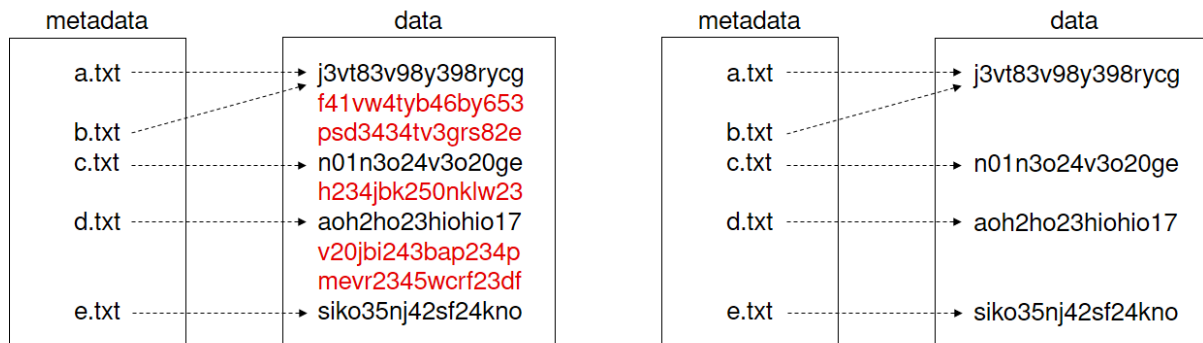 metadata data
a.txt j3vt83v98y398rycg
f41vw4tyb46by653
b.txt psd3434tv3grs82e
c.txt n01n3o24v3o20ge
h234jbk250nklw23
d.txt aoh2ho23hiohio17
v20jbi243bap234p
mevr2345wcrf23df
e.txt siko35nj42sf24kno
metadata data
a.txt j3vt83v98y398rycg
b.txt
c.txt n01n3o24v3o20ge
d.txt aoh2ho23hiohio17
e.txt siko35nj42sf24kno